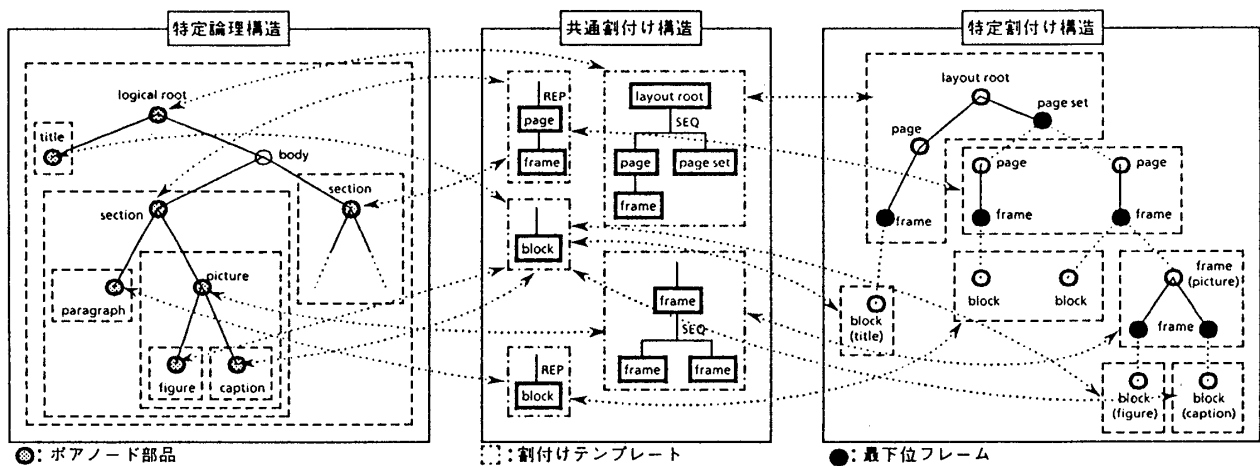 特定論理構造
logical root
title
body
section
section
picture
paragraph
figure
caption
共通割付け構造
REP
page
frame
layout root
SEQ
page
page set
frame
block
frame
SEQ
frame
frame
REP
block
特定割付け構造
layout root
page set
page
page
page
frame
frame
frame
block
(title)
block
block
frame
(picture)
frame
block
(figure)
block
(caption)
：ボアノード部品
：割付けテンプレート
：最下位フレーム